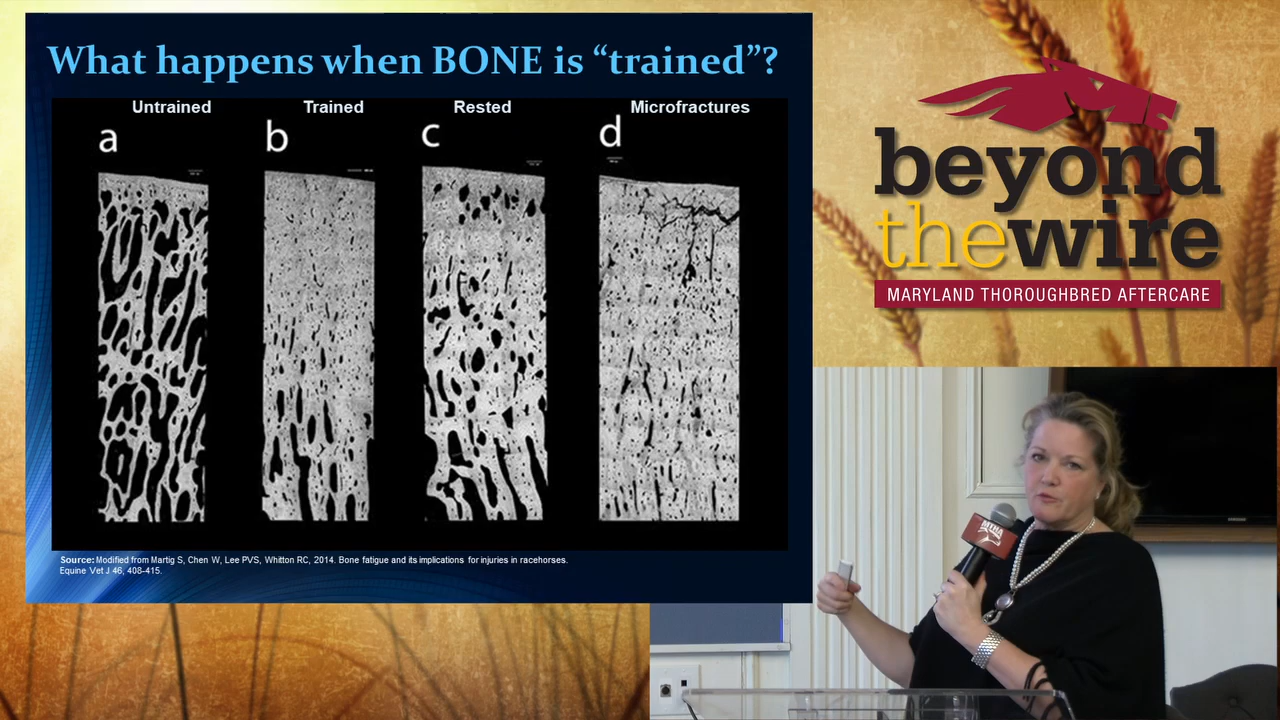 What happens when BONE is “trained”?
Untrained
Trained
Rested
Microfractures
a
b
c
d
Source: Modified from Martig S, Chen W, Lee PVS, Whitton RC, 2014. Bone fatigue and its implications for injuries in racehorses.
Equine Vet J 46, 408-415.
beyond
thewire
MARYLAND THOROUGHBRED AFTERCARE
MTHA